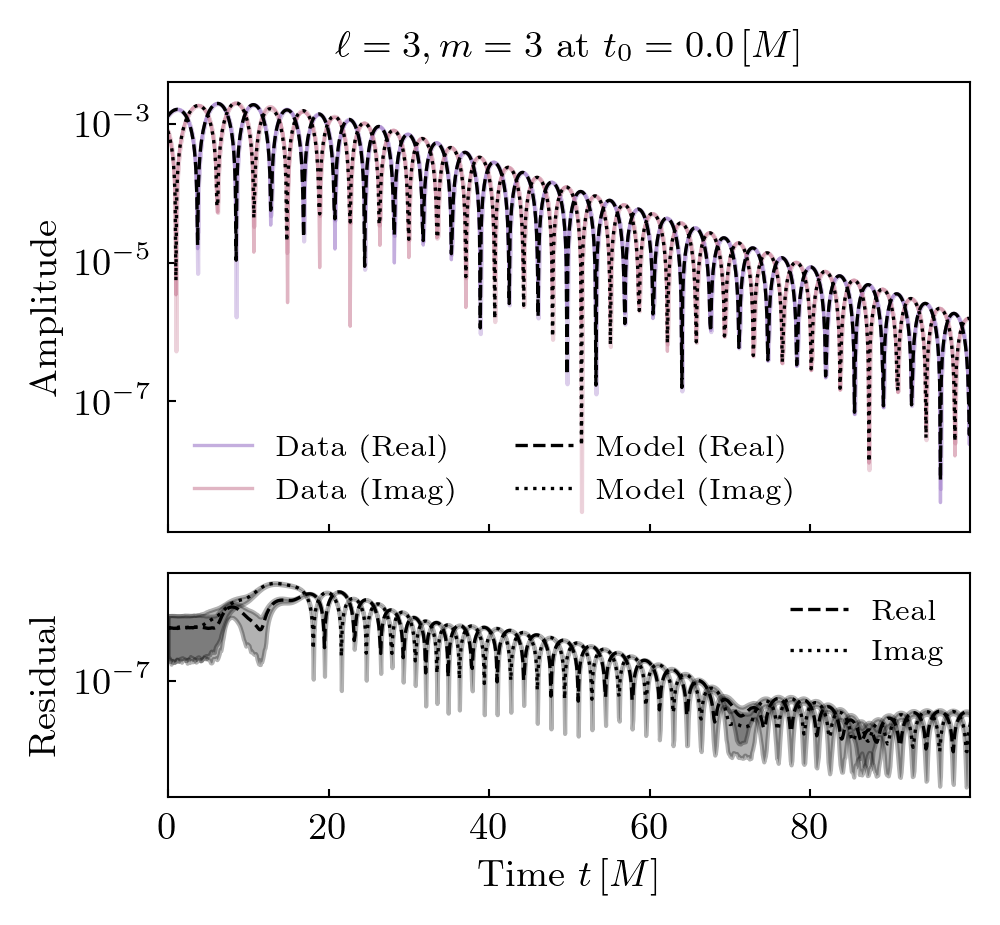 ℓ = 3, m = 3 at t₀ = 0.0 [M]
Amplitude
10⁻³
10⁻⁵
10⁻⁷
Data (Real)
Data (Imag)
Model (Real)
Model (Imag)
Residual
10⁻⁷
Real
Imag
0 20 40 60 80
Time t [M]